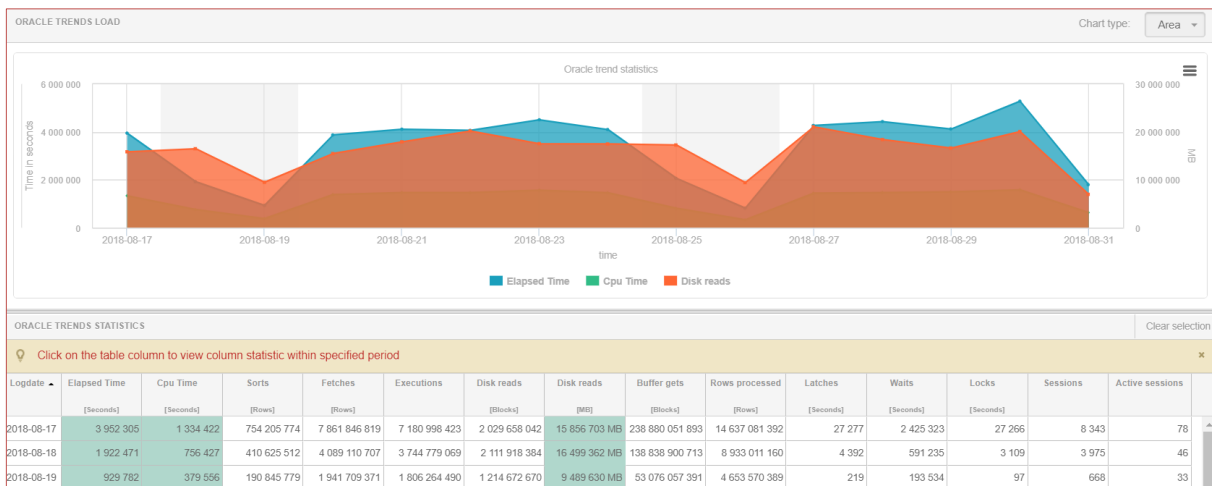 ORACLE TRENDS LOAD
Chart type: Area
Oracle trend statistics
6 000 000 30 000 000
4 000 000 20 000 000
2 000 000 10 000 000
0 0
Time in seconds
MB
2018-08-17 2018-08-19 2018-08-21 2018-08-23 2018-08-25 2018-08-27 2018-08-29 2018-08-31
time
Elapsed Time Cpu Time Disk reads
ORACLE TRENDS STATISTICS Clear selection
Click on the table column to view column statistic within specified period ×
Logdate Elapsed Time Cpu Time Sorts Fetches Executions Disk reads Disk reads Buffer gets Rows processed Latches Waits Locks Sessions Active sessions
[Seconds] [Seconds] [Rows] [Rows] [Blocks] [MB] [Blocks] [Rows] [Seconds] [Seconds] [Seconds]
2018-08-17 3 952 305 1 334 422 754 205 774 7 861 846 819 7 180 998 423 2 029 658 042 15 856 703 MB 238 880 051 893 14 637 081 392 27 277 2 425 323 27 266 8 343 78
2018-08-18 1 922 471 756 427 410 625 512 4 089 110 707 3 744 779 069 2 111 918 384 16 499 362 MB 138 838 900 713 8 933 011 160 4 392 591 235 3 109 3 975 46
2018-08-19 929 782 379 556 190 845 779 1 941 709 371 1 806 264 490 1 214 672 670 9 489 630 MB 53 076 057 391 4 653 570 389 219 193 534 97 668 33